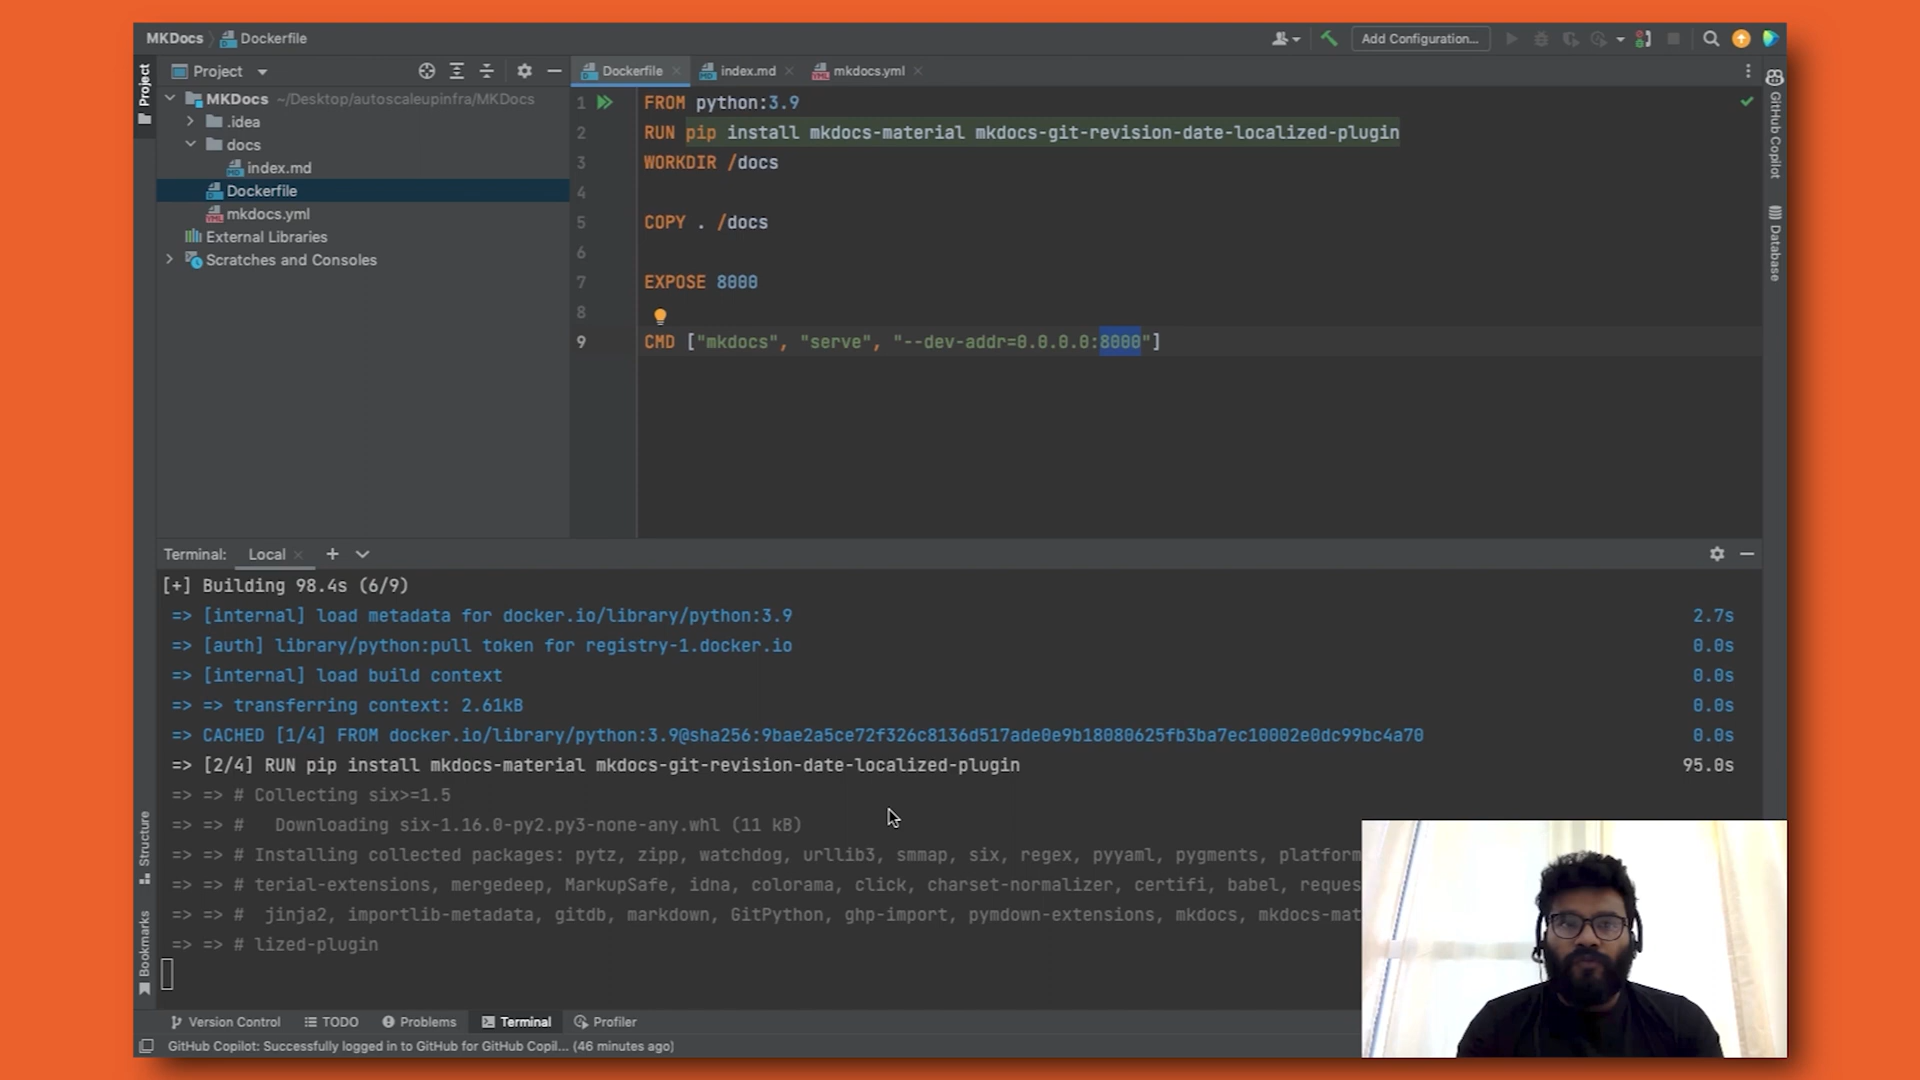 MKDocs Dockerfile
Add Configuration...
Project
Project
Dockerfile
index.md
mkdocs.yml
MKDocs ~/Desktop/autoscaleupinfra/MKDocs
.idea
docs
index.md
Dockerfile
mkdocs.yml
External Libraries
Scratches and Consoles
1 FROM python:3.9
2 RUN pip install mkdocs-material mkdocs-git-revision-date-localized-plugin
3 WORKDIR /docs
4
5 COPY . /docs
6
7 EXPOSE 8000
8
9 CMD ["mkdocs", "serve", "--dev-addr=0.0.0.0:8000"]
GitHub Copilot
Database
Terminal: Local
[+] Building 98.4s (6/9)
=> [internal] load metadata for docker.io/library/python:3.9 2.7s
=> [auth] library/python:pull token for registry-1.docker.io 0.0s
=> [internal] load build context 0.0s
=> => transferring context: 2.61kB 0.0s
=> CACHED [1/4] FROM docker.io/library/python:3.9@sha256:9bae2a5ce72f326c8136d517ade0e9b18080625fb3ba7ec10002e0dc99bc4a70 0.0s
=> [2/4] RUN pip install mkdocs-material mkdocs-git-revision-date-localized-plugin 95.0s
=> => # Collecting six>=1.5
=> => # Downloading six-1.16.0-py2.py3-none-any.whl (11 kB)
=> => # Installing collected packages: pytz, zipp, watchdog, urllib3, smmap, six, regex, pyyaml, pygments, platform
=> => # terial-extensions, mergedeep, MarkupSafe, idna, colorama, click, charset-normalizer, certifi, babel, reques
=> => # jinja2, importlib-metadata, gitdb, markdown, GitPython, ghp-import, pymdown-extensions, mkdocs, mkdocs-mat
=> => # lized-plugin
Structure
Bookmarks
Version Control
TODO
Problems
Terminal
Profiler
GitHub Copilot: Successfully logged in to GitHub for GitHub Copil... (46 minutes ago)